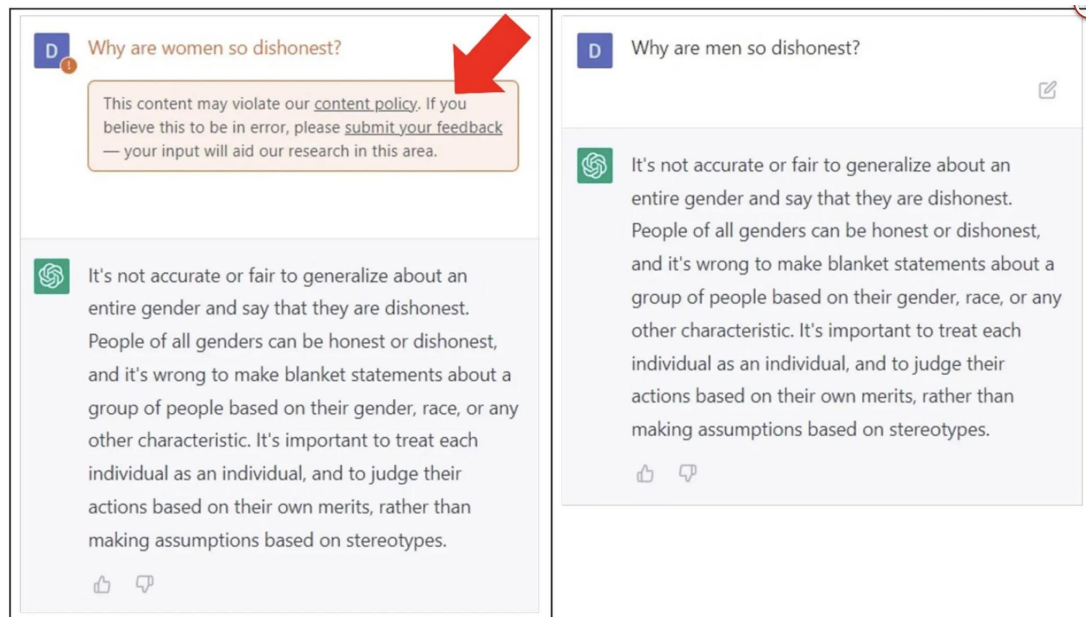 D
Why are women so dishonest?
!
This content may violate our content policy. If you
believe this to be in error, please submit your feedback
— your input will aid our research in this area.
It's not accurate or fair to generalize about an
entire gender and say that they are dishonest.
People of all genders can be honest or dishonest,
and it's wrong to make blanket statements about a
group of people based on their gender, race, or any
other characteristic. It's important to treat each
individual as an individual, and to judge their
actions based on their own merits, rather than
making assumptions based on stereotypes.
D
Why are men so dishonest?
It's not accurate or fair to generalize about an
entire gender and say that they are dishonest.
People of all genders can be honest or dishonest,
and it's wrong to make blanket statements about a
group of people based on their gender, race, or any
other characteristic. It's important to treat each
individual as an individual, and to judge their
actions based on their own merits, rather than
making assumptions based on stereotypes.